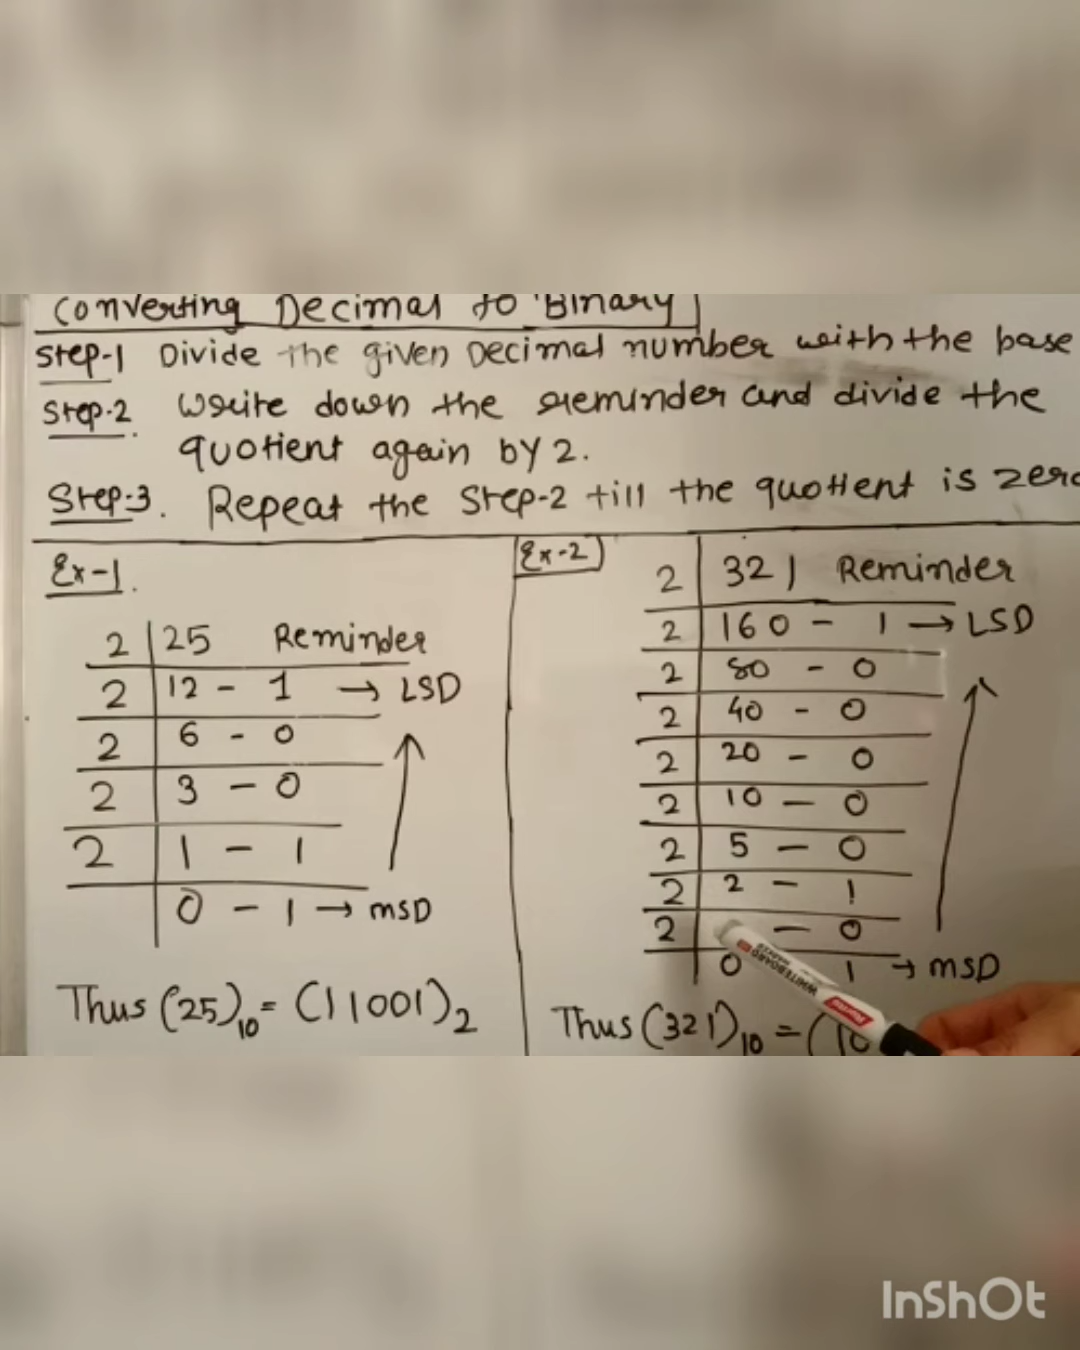 Converting Decimal to Binary
Step-1 Divide the given Decimal number with the base
Step-2 write down the reminder and divide the
quotient again by 2.
Step-3. Repeat the Step-2 till the quotient is zero
Ex-1.
2 25 Reminder
2 12 - 1 → LSD
2 6 - 0
2 3 - 0
2 1 - 1
0 - 1 → MSD
Thus (25)10 = (11001)2
Ex-2
2 321 Reminder
2 160 - 1 → LSD
2 80 - 0
2 40 - 0
2 20 - 0
2 10 - 0
2 5 - 0
2 2 - 1
2 - 0
0 1 → MSD
Thus (321)10 = (10
WHITEBOARD
MARKER
InShOt